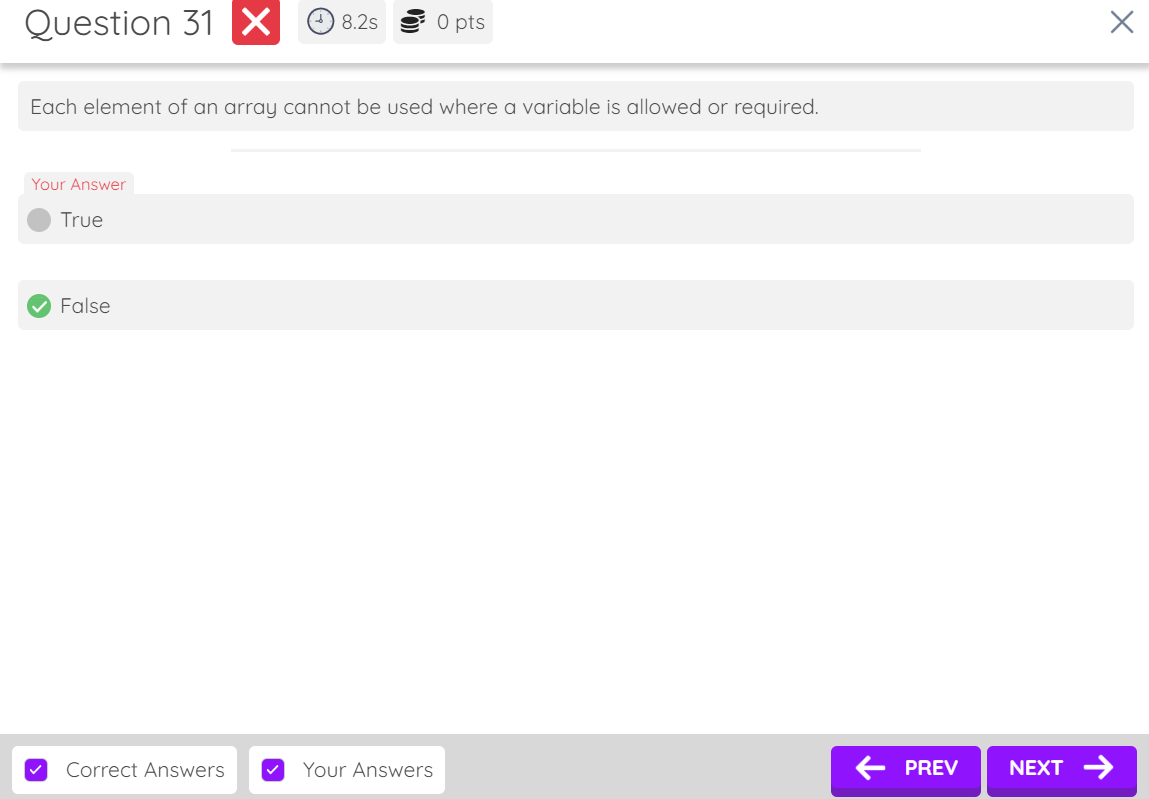 Question 31
8.2s
0 pts
Each element of an array cannot be used where a variable is allowed or required.
Your Answer
True
False
Correct Answers
Your Answers
PREV
NEXT